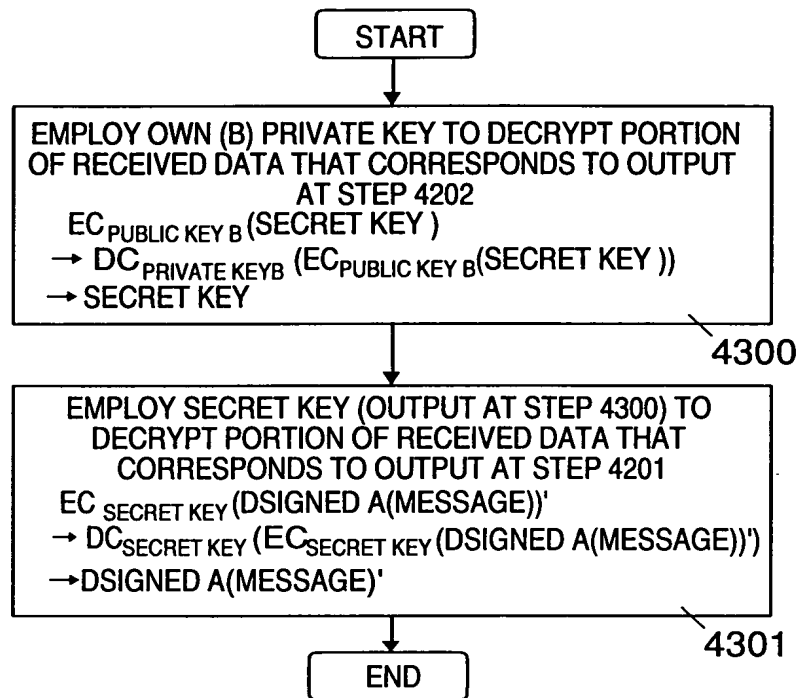 START
EMPLOY OWN (B) PRIVATE KEY TO DECRYPT PORTION
OF RECEIVED DATA THAT CORRESPONDS TO OUTPUT
AT STEP 4202
EC PUBLIC KEY B (SECRET KEY )
→ DC PRIVATE KEYB (EC PUBLIC KEY B(SECRET KEY ))
→ SECRET KEY
4300
EMPLOY SECRET KEY (OUTPUT AT STEP 4300) TO
DECRYPT PORTION OF RECEIVED DATA THAT
CORRESPONDS TO OUTPUT AT STEP 4201
EC SECRET KEY (DSIGNED A(MESSAGE))'
→ DC SECRET KEY (EC SECRET KEY (DSIGNED A(MESSAGE))')
→DSIGNED A(MESSAGE)'
4301
END